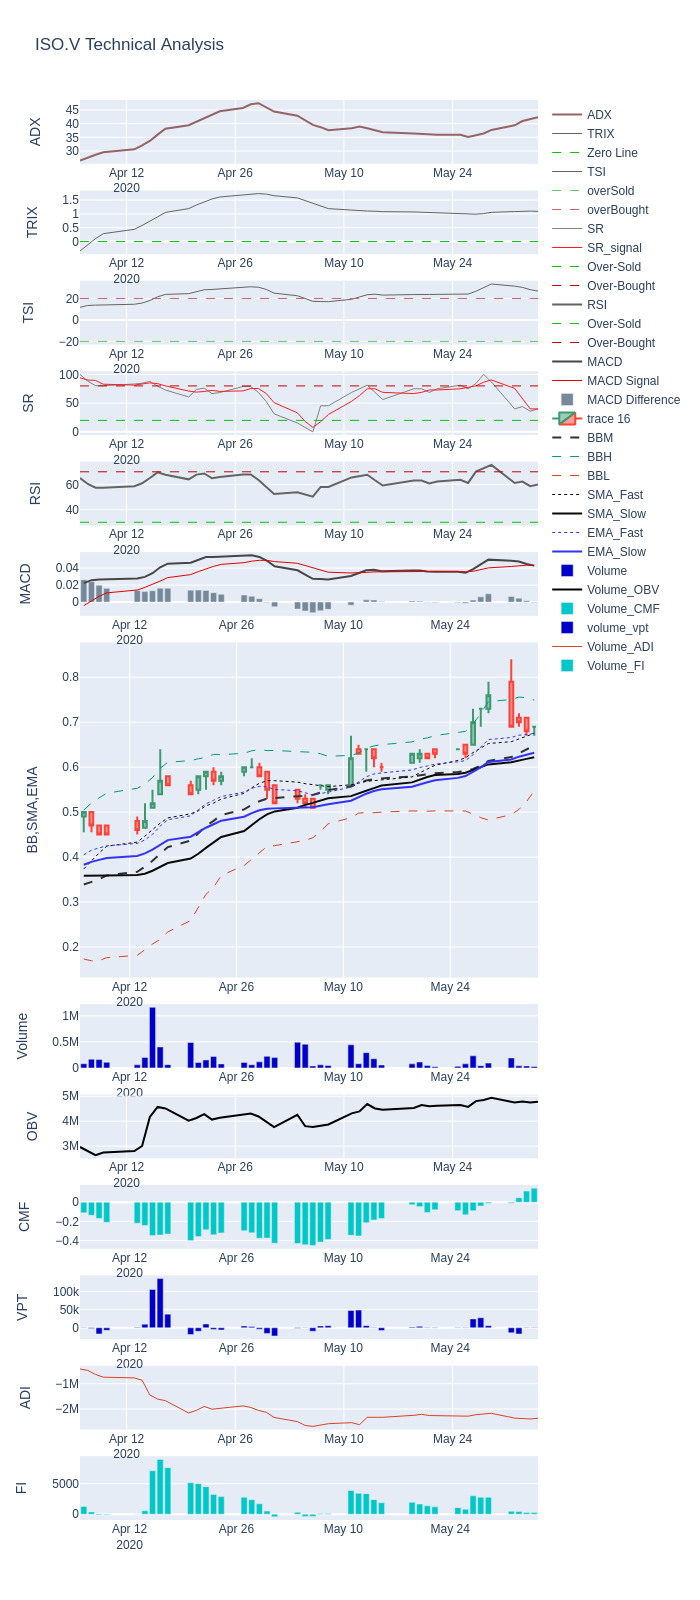 ISO.V Technical Analysis
ADX
45
40
35
30
Apr 12
2020
Apr 26
May 10
May 24
TRIX
1.5
1
0.5
0
Apr 12
2020
Apr 26
May 10
May 24
TSI
20
0
−20
Apr 12
2020
Apr 26
May 10
May 24
SR
100
50
0
Apr 12
2020
Apr 26
May 10
May 24
RSI
60
40
Apr 12
2020
Apr 26
May 10
May 24
MACD
0.04
0.02
0
Apr 12
2020
Apr 26
May 10
May 24
BB,SMA,EMA
0.8
0.7
0.6
0.5
0.4
0.3
0.2
Apr 12
2020
Apr 26
May 10
May 24
Volume
1M
0.5M
0
Apr 12
2020
Apr 26
May 10
May 24
OBV
5M
4M
3M
Apr 12
2020
Apr 26
May 10
May 24
CMF
0
−0.2
−0.4
Apr 12
2020
Apr 26
May 10
May 24
VPT
100k
50k
0
Apr 12
2020
Apr 26
May 10
May 24
ADI
−1M
−2M
Apr 12
2020
Apr 26
May 10
May 24
FI
5000
0
Apr 12
2020
Apr 26
May 10
May 24
ADX
TRIX
Zero Line
TSI
overSold
overBought
SR
SR_signal
Over-Sold
Over-Bought
RSI
Over-Sold
Over-Bought
MACD
MACD Signal
MACD Difference
trace 16
BBM
BBH
BBL
SMA_Fast
SMA_Slow
EMA_Fast
EMA_Slow
Volume
Volume_OBV
Volume_CMF
volume_vpt
Volume_ADI
Volume_FI